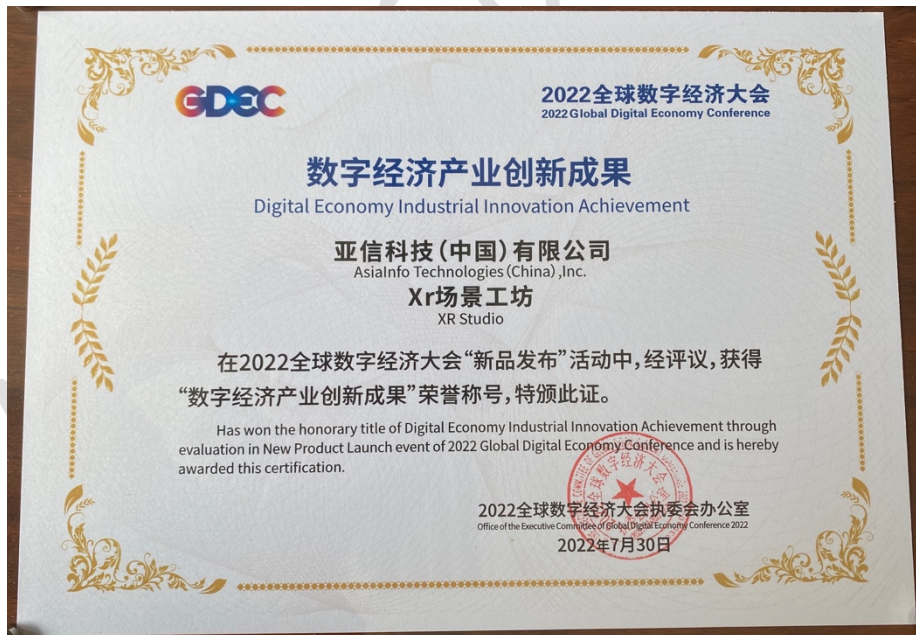 GDEC
2022全球数字经济大会
2022 Global Digital Economy Conference
数字经济产业创新成果
Digital Economy Industrial Innovation Achievement
亚信科技(中国)有限公司
AsiaInfo Technologies(China) ,Inc.
Xr场景工坊
XR Studio
在2022全球数字经济大会“新品发布”活动中,经评议,获得
“数字经济产业创新成果”荣誉称号,特颁此证。
Has won the honorary title of Digital Economy Industrial Innovation Achievement through
evaluation in New Product Launch event of 2022 Global Digital Economy Conference and is hereby
awarded this certification.
2022全球数字经济大会执委会办公室
Office of the Executive Committee of Global Digital Economy Conference 2022
2022年7月30日